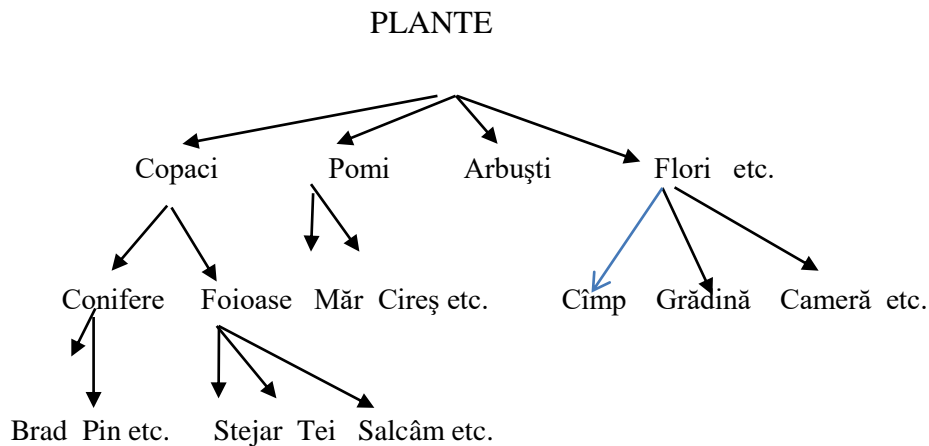 PLANTE
Copaci Pomi Arbuşti Flori etc.
Conifere Foioase Măr Cireş etc. Cîmp Grădină Cameră etc.
Brad Pin etc. Stejar Tei Salcâm etc.